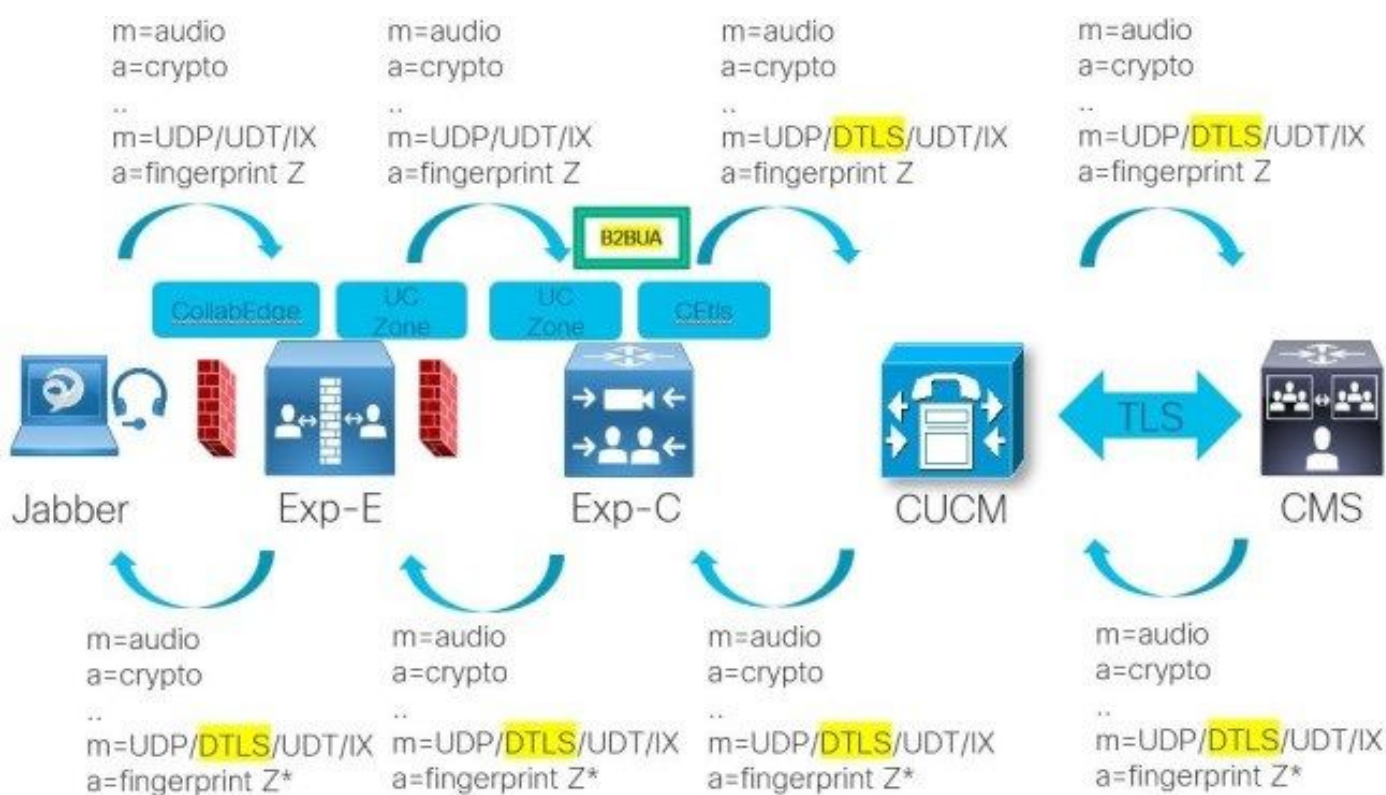 m=audio
a=crypto
..
m=UDP/UDT/IX
a=fingerprint Z
m=audio
a=crypto
..
m=UDP/UDT/IX
a=fingerprint Z
m=audio
a=crypto
..
m=UDP/DTLS/UDT/IX
a=fingerprint Z
m=audio
a=crypto
..
m=UDP/DTLS/UDT/IX
a=fingerprint Z
B2BUA
CollabEdge
UC
Zone
UC
Zone
CEtls
TLS
Jabber
Exp-E
Exp-C
CUCM
CMS
m=audio
a=crypto
..
m=UDP/DTLS/UDT/IX
a=fingerprint Z*
m=audio
a=crypto
..
m=UDP/DTLS/UDT/IX
a=fingerprint Z*
m=audio
a=crypto
..
m=UDP/DTLS/UDT/IX
a=fingerprint Z*
m=audio
a=crypto
..
m=UDP/DTLS/UDT/IX
a=fingerprint Z*